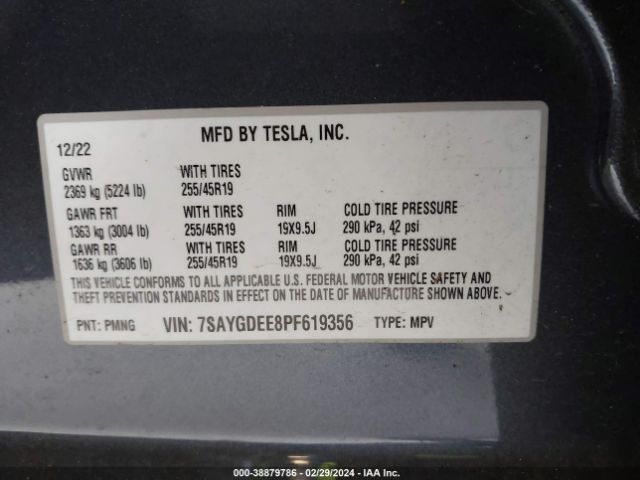 MFD BY TESLA, INC.
12/22
GVWR WITH TIRES
2369 kg (5224 lb) 255/45R19
GAWR FRT WITH TIRES RIM COLD TIRE PRESSURE
1363 kg (3004 lb) 255/45R19 19X9.5J 290 kPa, 42 psi
GAWR RR WITH TIRES RIM COLD TIRE PRESSURE
1636 kg (3606 lb) 255/45R19 19X9.5J 290 kPa, 42 psi
THIS VEHICLE CONFORMS TO ALL APPLICABLE U.S. FEDERAL MOTOR VEHICLE SAFETY AND
THEFT PREVENTION STANDARDS IN EFFECT ON THE DATE OF MANUFACTURE SHOWN ABOVE.
PNT: PMNG VIN: 7SAYGDEE8PF619356 TYPE: MPV
000-38879786 - 02/29/2024 - IAA Inc.